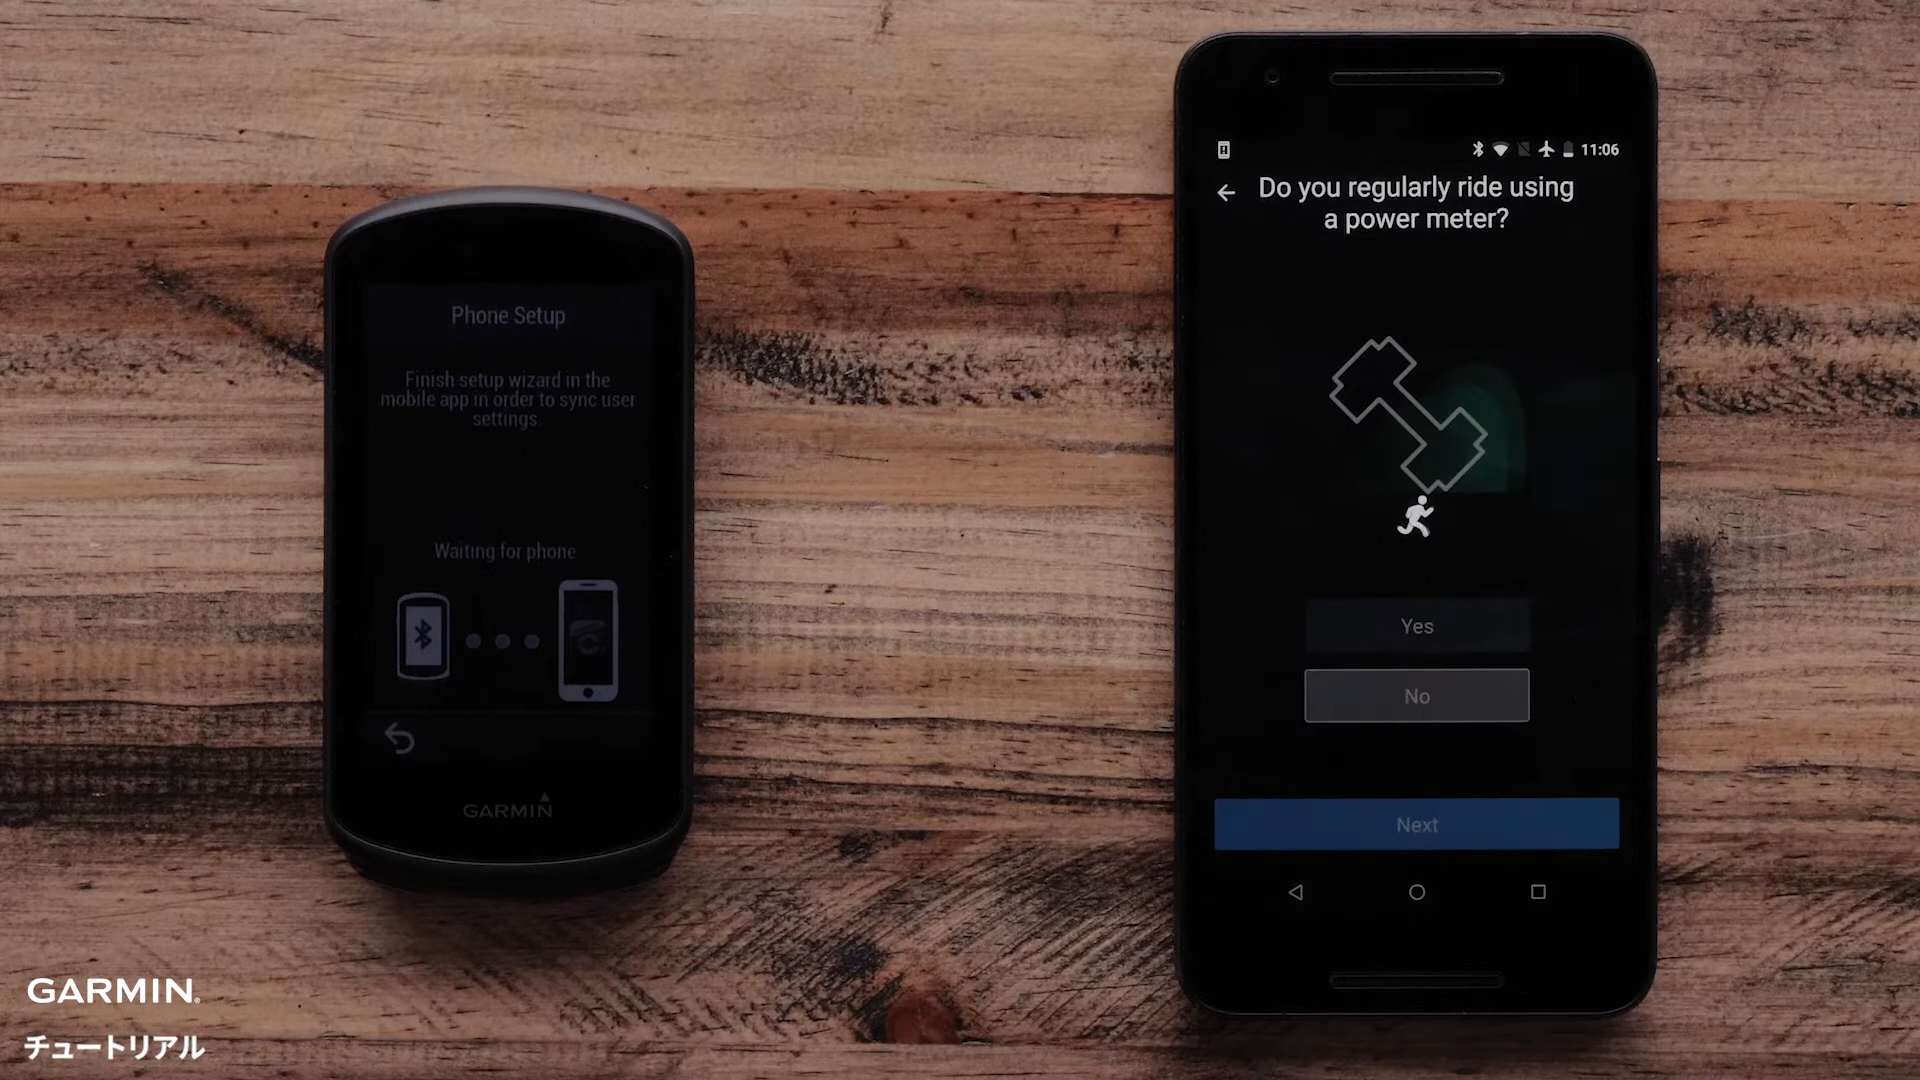 Phone Setup
Finish setup wizard in the
mobile app in order to sync user
settings.
Waiting for phone
GARMIN
11:06
Do you regularly ride using
a power meter?
Yes
No
Next
GARMIN
チュートリアル